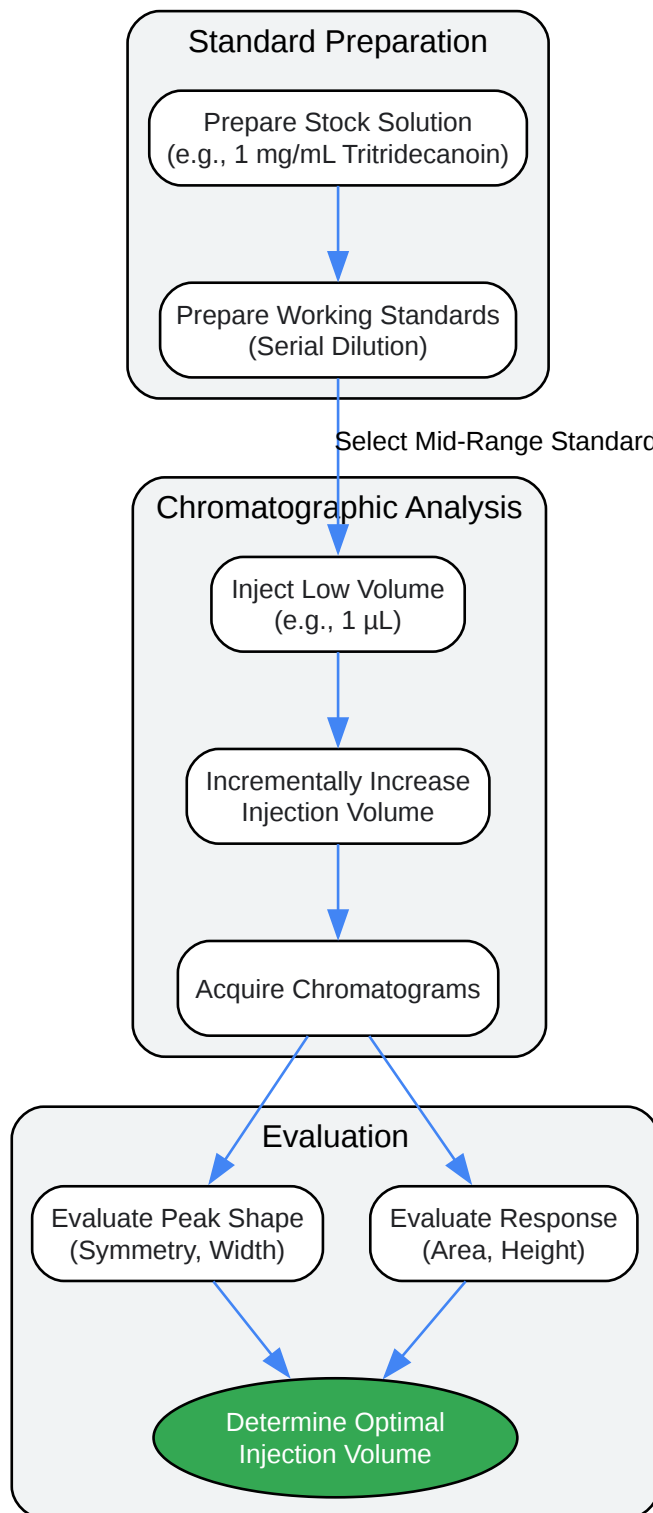 Standard Preparation
Prepare Stock Solution
(e.g., 1 mg/mL Tritridecanoin)
Prepare Working Standards
(Serial Dilution)
Select Mid-Range Standard
Chromatographic Analysis
Inject Low Volume
(e.g., 1 µL)
Incrementally Increase
Injection Volume
Acquire Chromatograms
Evaluation
Evaluate Peak Shape
(Symmetry, Width)
Evaluate Response
(Area, Height)
Determine Optimal
Injection Volume